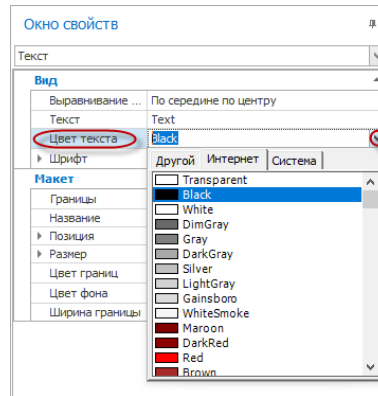 Окно свойств
Текст
Вид
Выравнивание ... По середине по центру
Текст Text
Цвет текста Black
Шрифт
Другой Интернет Система
Transparent
Black
White
DimGray
Gray
DarkGray
Silver
LightGray
Gainsboro
WhiteSmoke
Maroon
DarkRed
Red
Brown
Макет
Границы
Название
Позиция
Размер
Цвет границ
Цвет фона
Ширина границы